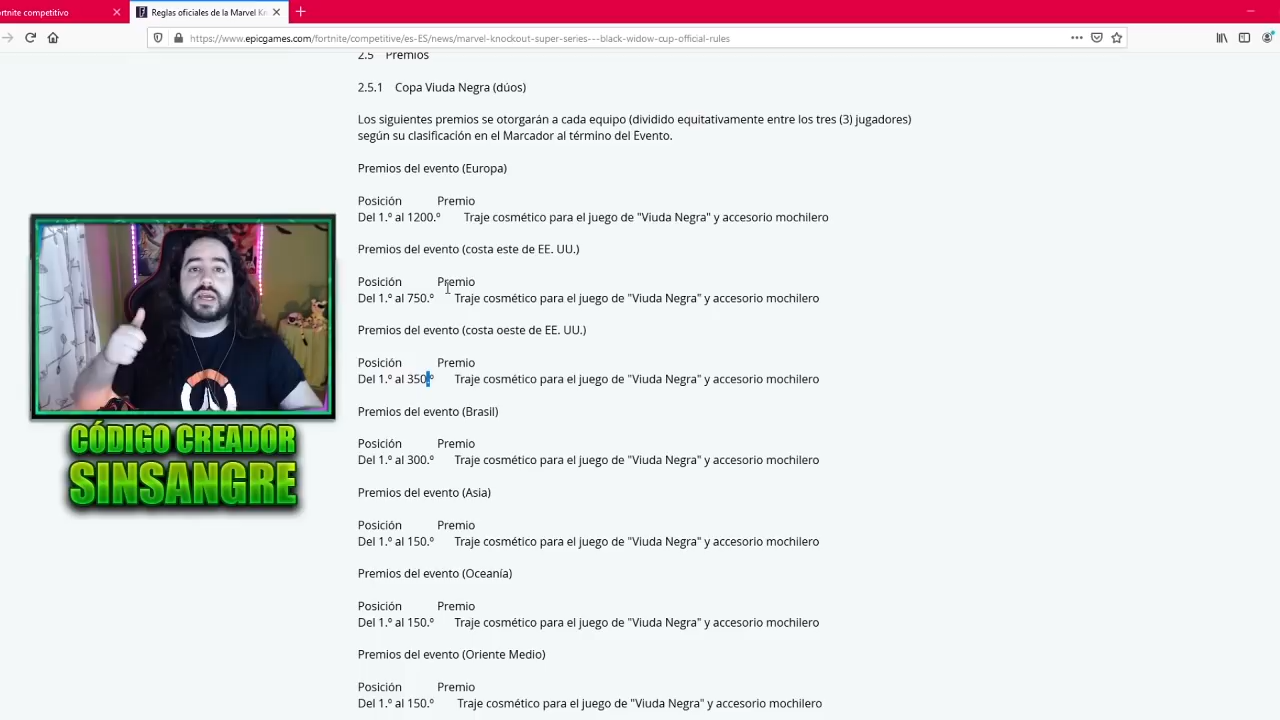 ortnite competitivo
Reglas oficiales de la Marvel Kn
https://www.epicgames.com/fortnite/competitive/es-ES/news/marvel-knockout-super-series---black-widow-cup-official-rules
2.5 Premios
2.5.1 Copa Viuda Negra (dúos)
Los siguientes premios se otorgarán a cada equipo (dividido equitativamente entre los tres (3) jugadores)
según su clasificación en el Marcador al término del Evento.
Premios del evento (Europa)
Posición Premio
Del 1.º al 1200.º Traje cosmético para el juego de "Viuda Negra" y accesorio mochilero
Premios del evento (costa este de EE. UU.)
Posición Premio
Del 1.º al 750.º Traje cosmético para el juego de "Viuda Negra" y accesorio mochilero
Premios del evento (costa oeste de EE. UU.)
Posición Premio
Del 1.º al 350.º Traje cosmético para el juego de "Viuda Negra" y accesorio mochilero
Premios del evento (Brasil)
Posición Premio
Del 1.º al 300.º Traje cosmético para el juego de "Viuda Negra" y accesorio mochilero
Premios del evento (Asia)
Posición Premio
Del 1.º al 150.º Traje cosmético para el juego de "Viuda Negra" y accesorio mochilero
Premios del evento (Oceanía)
Posición Premio
Del 1.º al 150.º Traje cosmético para el juego de "Viuda Negra" y accesorio mochilero
Premios del evento (Oriente Medio)
Posición Premio
Del 1.º al 150.º Traje cosmético para el juego de "Viuda Negra" y accesorio mochilero
CÓDIGO CREADOR
SINSANGRE